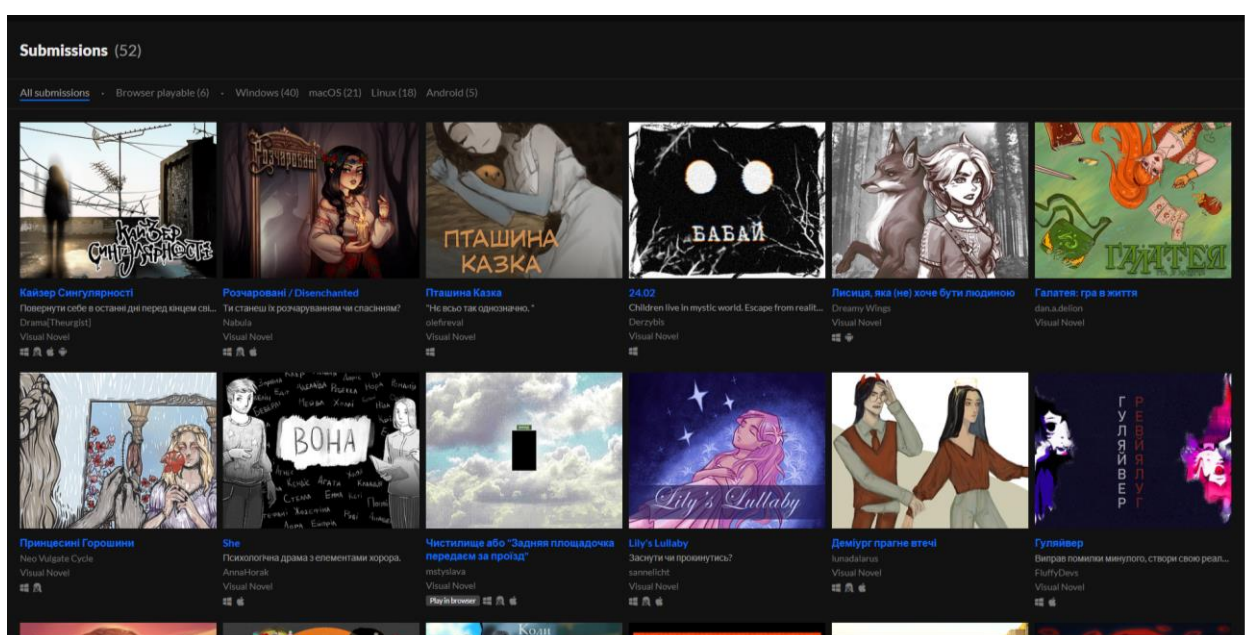 Submissions (52)
All submissions · Browser playable (6) · Windows (40) macOS (21) Linux (18) Android (5)
КАЙЗЕР
СИНГУЛЯРНОСТІ
Розчаровані
ПТАШИНА
КАЗКА
БАБАЙ
ГАЛАТЕЯ
Кайзер Сингулярності
Повернути себе в останні дні перед кінцем сві...
Drama[Theurgist]
Visual Novel
Розчаровані / Disenchanted
Ти станеш їх розчаруванням чи спасінням?
Nabula
Visual Novel
Пташина Казка
"Нє всьо так однозначно. "
olefireval
Visual Novel
24.02
Children live in mystic world. Escape from realit...
Derzybis
Visual Novel
Лисиця, яка (не) хоче бути людиною
Dreamy Wings
Visual Novel
Галатея: гра в життя
dan.a.delion
Visual Novel
ВОНА
Lily's Lullaby
ГУЛЯЙВЕР
РЕВЙЯЛУГ
Принцесині Горошини
Neo Vulgate Cycle
Visual Novel
She
Психологічна драма з елементами хорора.
AnnaHorak
Visual Novel
Чистилище або "Задняя площадочка
передаєм за проїзд"
mstyslava
Visual Novel
Play in browser
Lily's Lullaby
Заснути чи прокинутись?
sannelicht
Visual Novel
Деміург прагне втечі
lunadalarus
Visual Novel
Гуляйвер
Виправ помилки минулого, створи свою реал...
FluffyDevs
Visual Novel
Коли